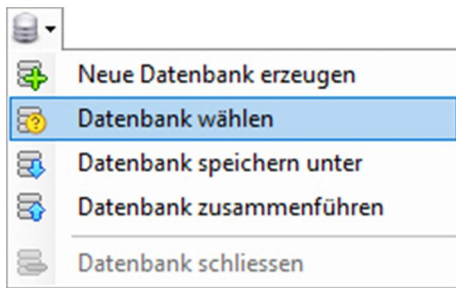 Neue Datenbank erzeugen
Datenbank wählen
Datenbank speichern unter
Datenbank zusammenführen
Datenbank schliessen